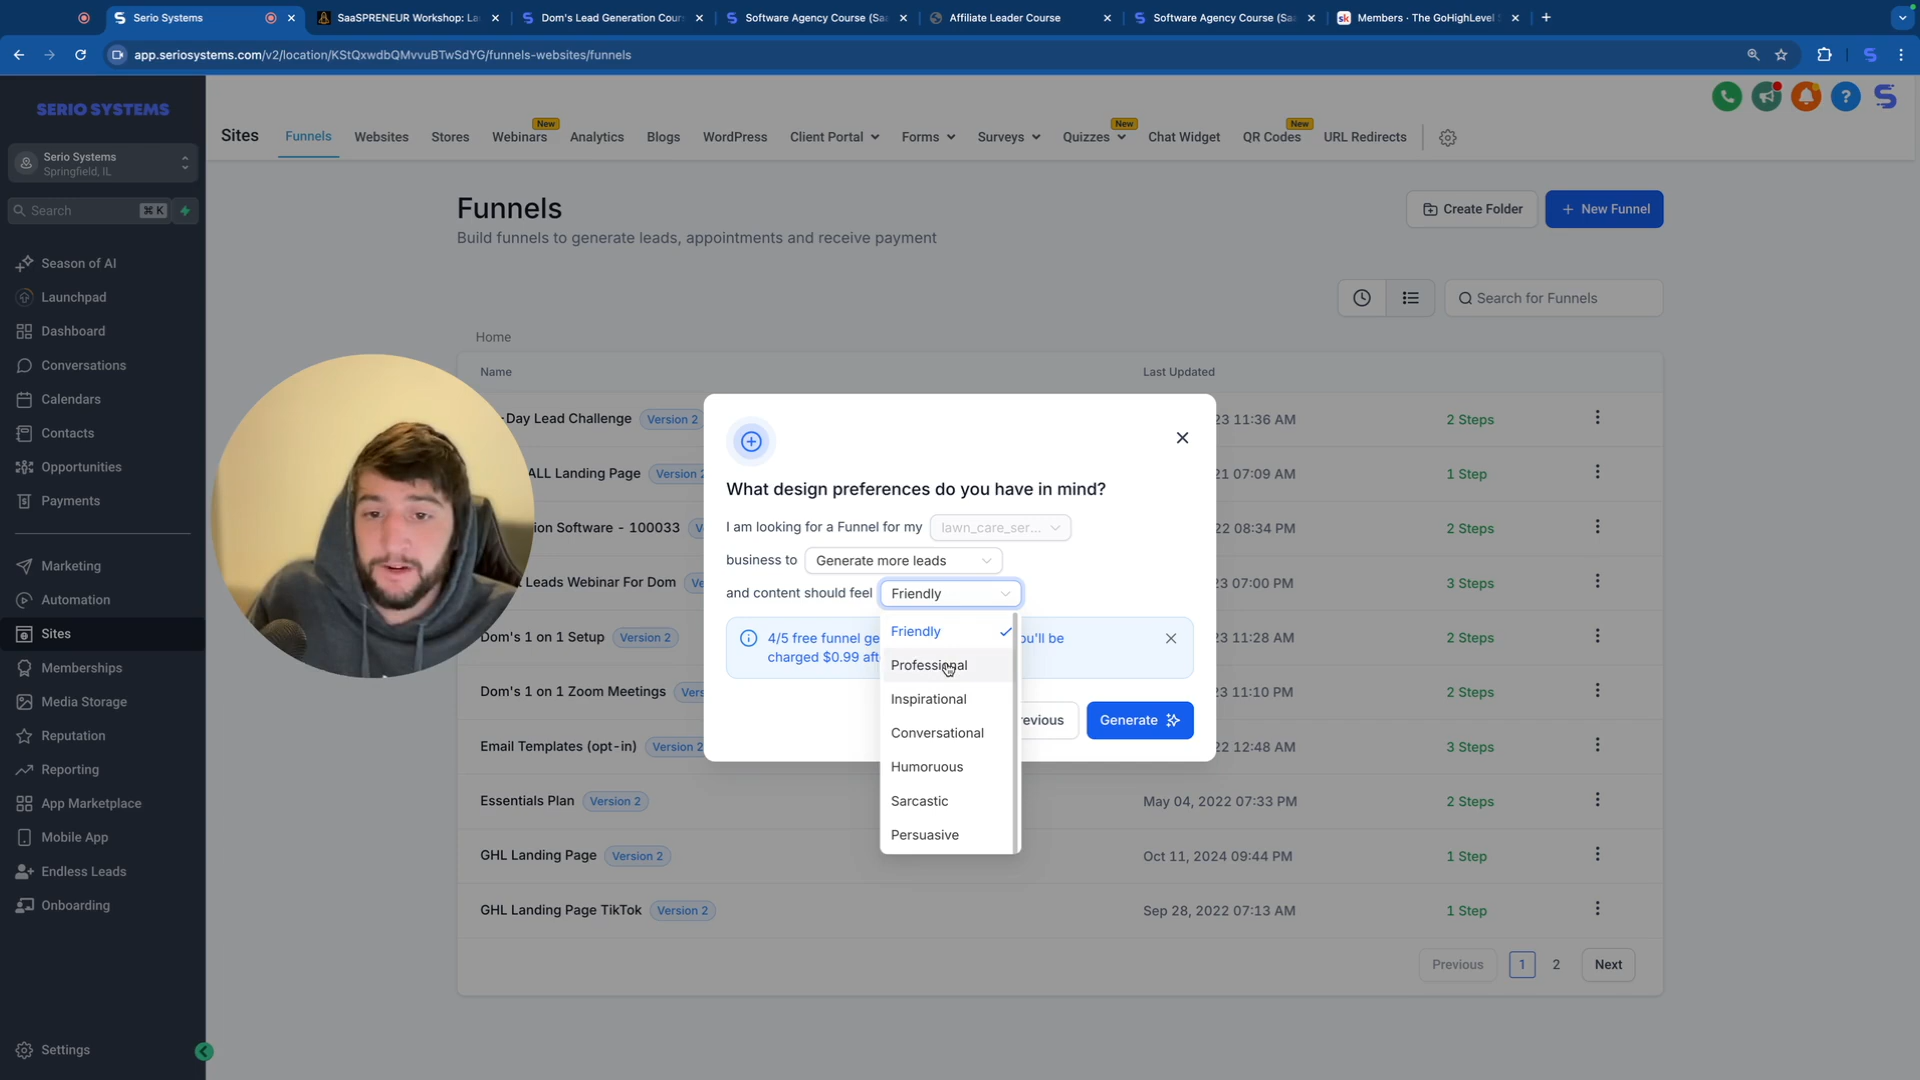 Serio Systems
SaaSPRENEUR Workshop: La
Dom's Lead Generation Cour
Software Agency Course (Saa
Affiliate Leader Course
Software Agency Course (Saa
Members · The GoHighLevel
app.seriosystems.com/v2/location/KStQxwdbQMvvuBTwSdYG/funnels-websites/funnels
SERIO SYSTEMS
Serio Systems
Springfield, IL
Search
⌘ K
Season of AI
Launchpad
Dashboard
Conversations
Calendars
Contacts
Opportunities
Payments
Marketing
Automation
Sites
Memberships
Media Storage
Reputation
Reporting
App Marketplace
Mobile App
Endless Leads
Onboarding
Settings
Sites
Funnels
Websites
Stores
Webinars
New
Analytics
Blogs
WordPress
Client Portal
Forms
Surveys
Quizzes
New
Chat Widget
QR Codes
New
URL Redirects
Funnels
Build funnels to generate leads, appointments and receive payment
Create Folder
+ New Funnel
Search for Funnels
Home
Name
Last Updated
-Day Lead Challenge Version 2
23 11:36 AM
2 Steps
ALL Landing Page Version 2
21 07:09 AM
1 Step
ion Software - 100033
22 08:34 PM
2 Steps
Leads Webinar For Dom
23 07:00 PM
3 Steps
Dom's 1 on 1 Setup Version 2
23 11:28 AM
2 Steps
Dom's 1 on 1 Zoom Meetings Vers
23 11:10 PM
2 Steps
Email Templates (opt-in) Version 2
22 12:48 AM
3 Steps
Essentials Plan Version 2
May 04, 2022 07:33 PM
2 Steps
GHL Landing Page Version 2
Oct 11, 2024 09:44 PM
1 Step
GHL Landing Page TikTok Version 2
Sep 28, 2022 07:13 AM
1 Step
Previous
1
2
Next
What design preferences do you have in mind?
I am looking for a Funnel for my lawn_care_ser...
business to Generate more leads
and content should feel Friendly
4/5 free funnel ge
ou'll be
charged $0.99 aft
Friendly
Professional
Inspirational
Conversational
Humoruous
Sarcastic
Persuasive
revious
Generate